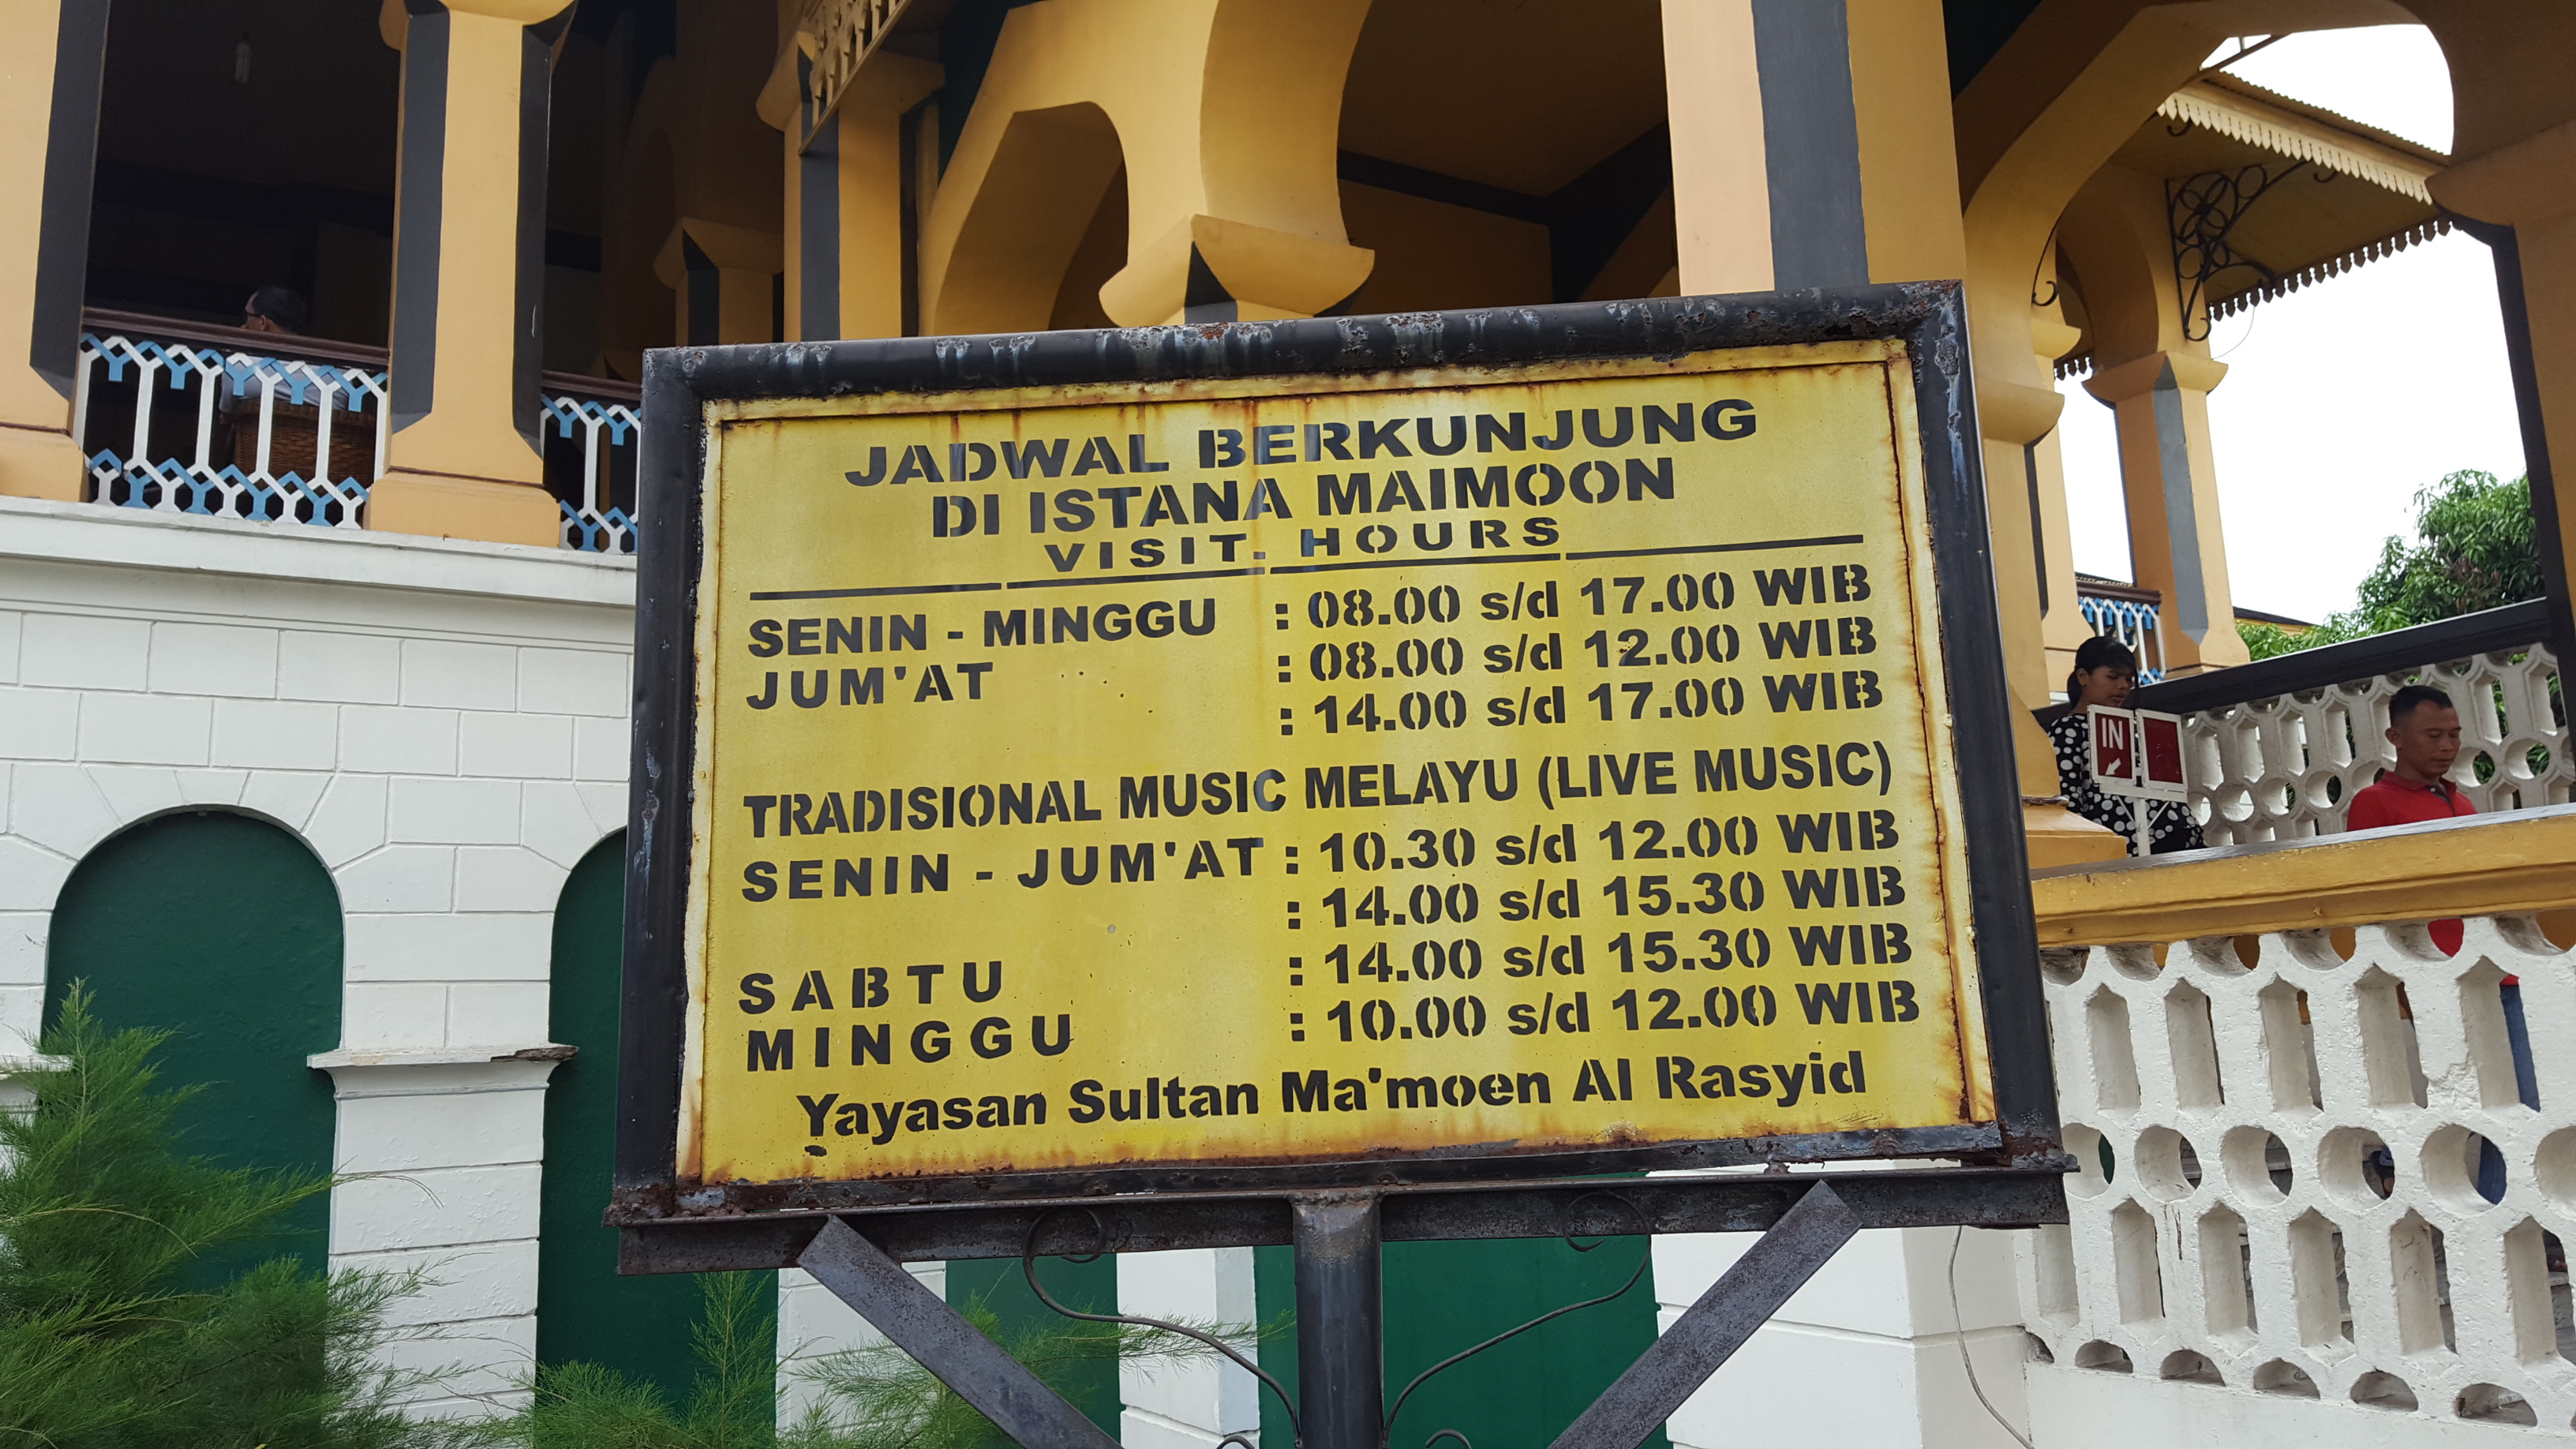 JADWAL BERKUNJUNG
DI ISTANA MAIMOON
VISIT. HOURS
SENIN - MINGGU : 08.00 s/d 17.00 WIB
JUM'AT : 08.00 s/d 12.00 WIB
: 14.00 s/d 17.00 WIB
TRADISIONAL MUSIC MELAYU (LIVE MUSIC)
SENIN - JUM'AT : 10.30 s/d 12.00 WIB
: 14.00 s/d 15.30 WIB
SABTU : 14.00 s/d 15.30 WIB
MINGGU : 10.00 s/d 12.00 WIB
Yayasan Sultan Ma'moen Al Rasyid
IN